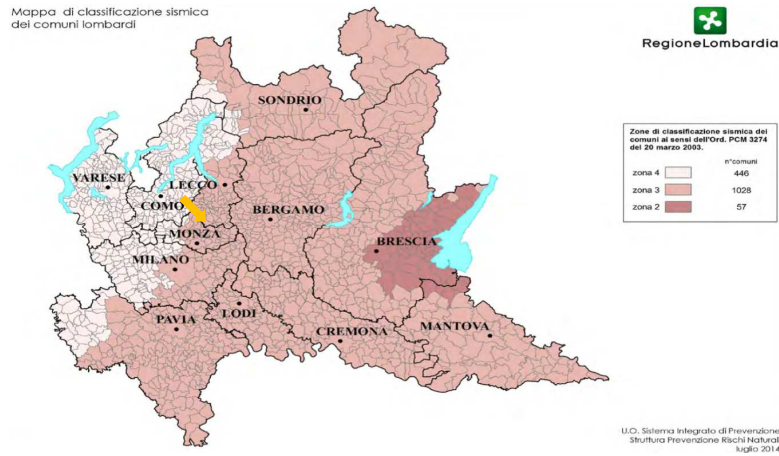 Mappa di classificazione sismica
dei comuni lombardi
RegioneLombardia
SONDRIO
VARESE
LECCO
COMO
BERGAMO
MONZA
BRESCIA
MILANO
PAVIA
LODI
CREMONA
MANTOVA
Zone di classificazione sismica dei
comuni ai sensi dell'Ord. PCM 3274
del 20 marzo 2003.
n°comuni
zona 4 446
zona 3 1028
zona 2 57
U.O. Sistema Integrato di Prevenzione
Struttura Prevenzione Rischi Natural
luglio 2014